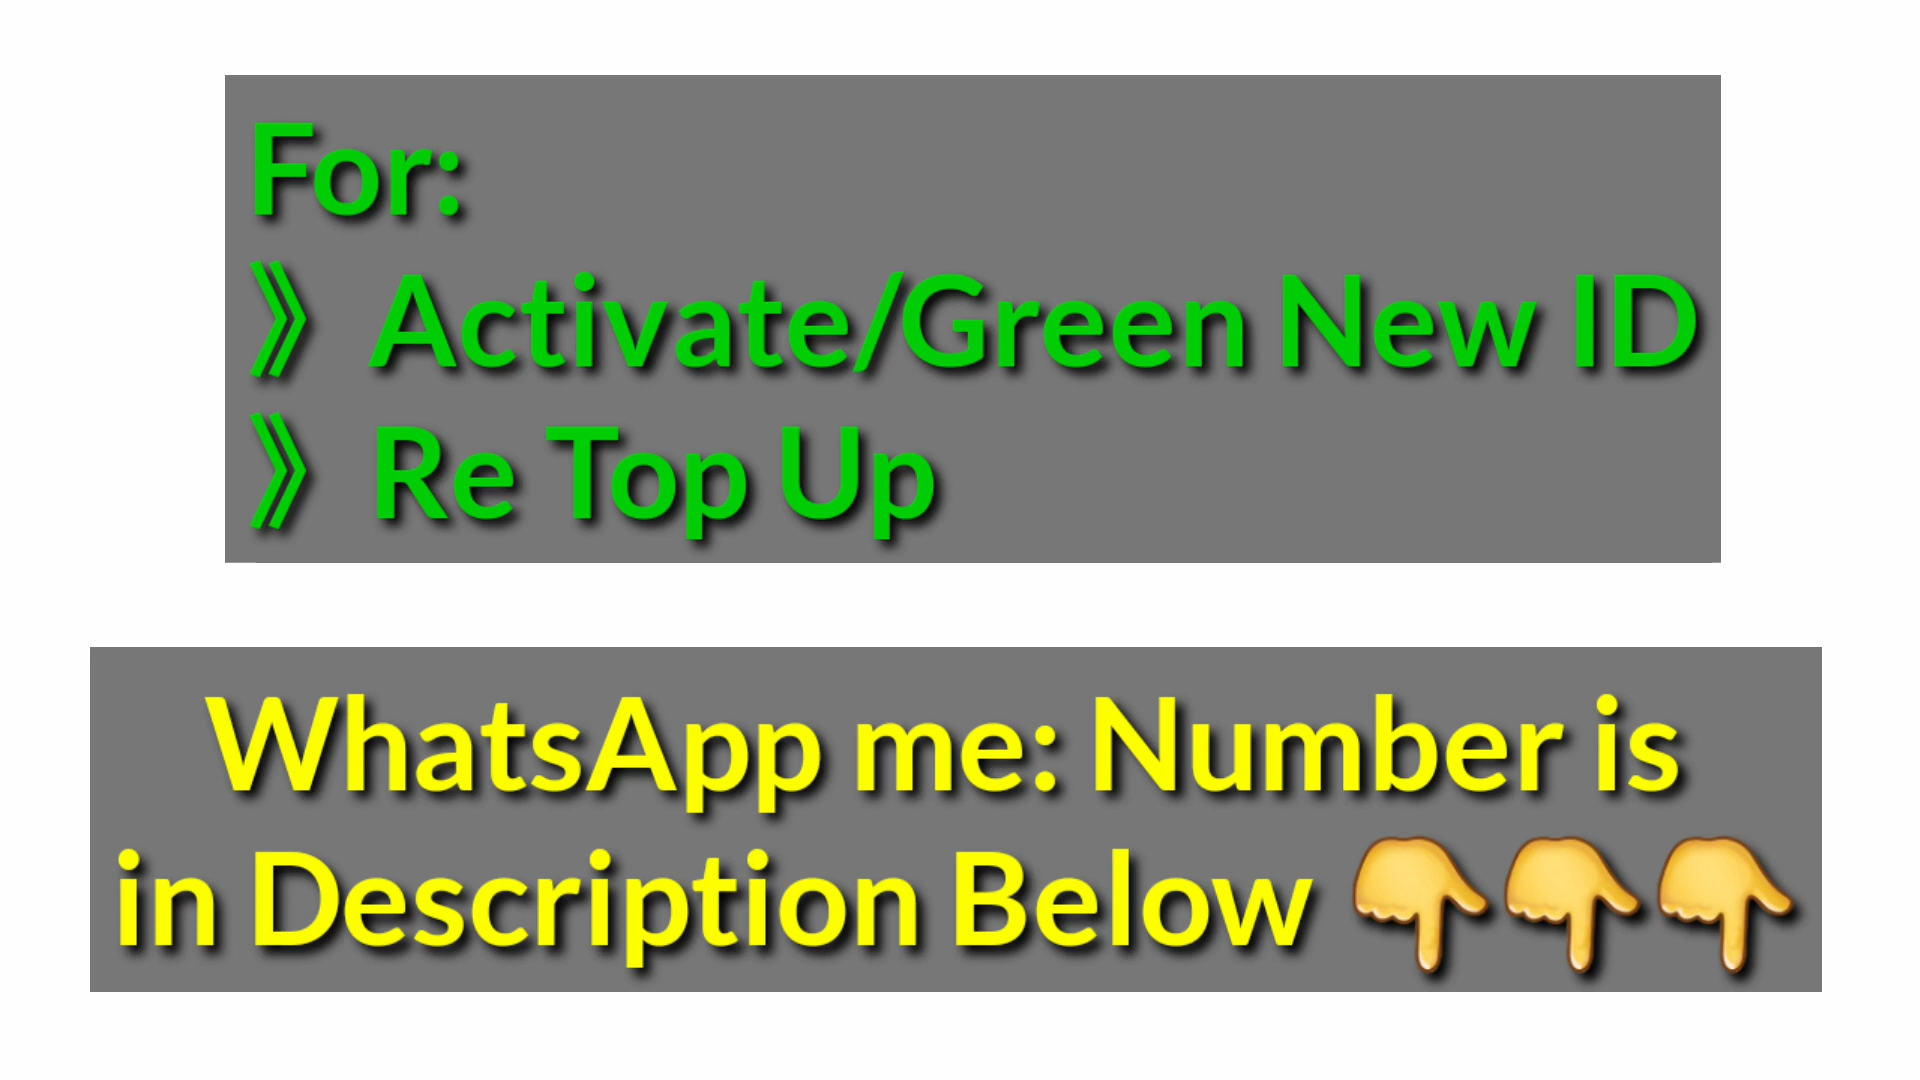 For:
》 Activate/Green New ID
》 Re Top Up
WhatsApp me: Number is
in Description Below 👇👇👇